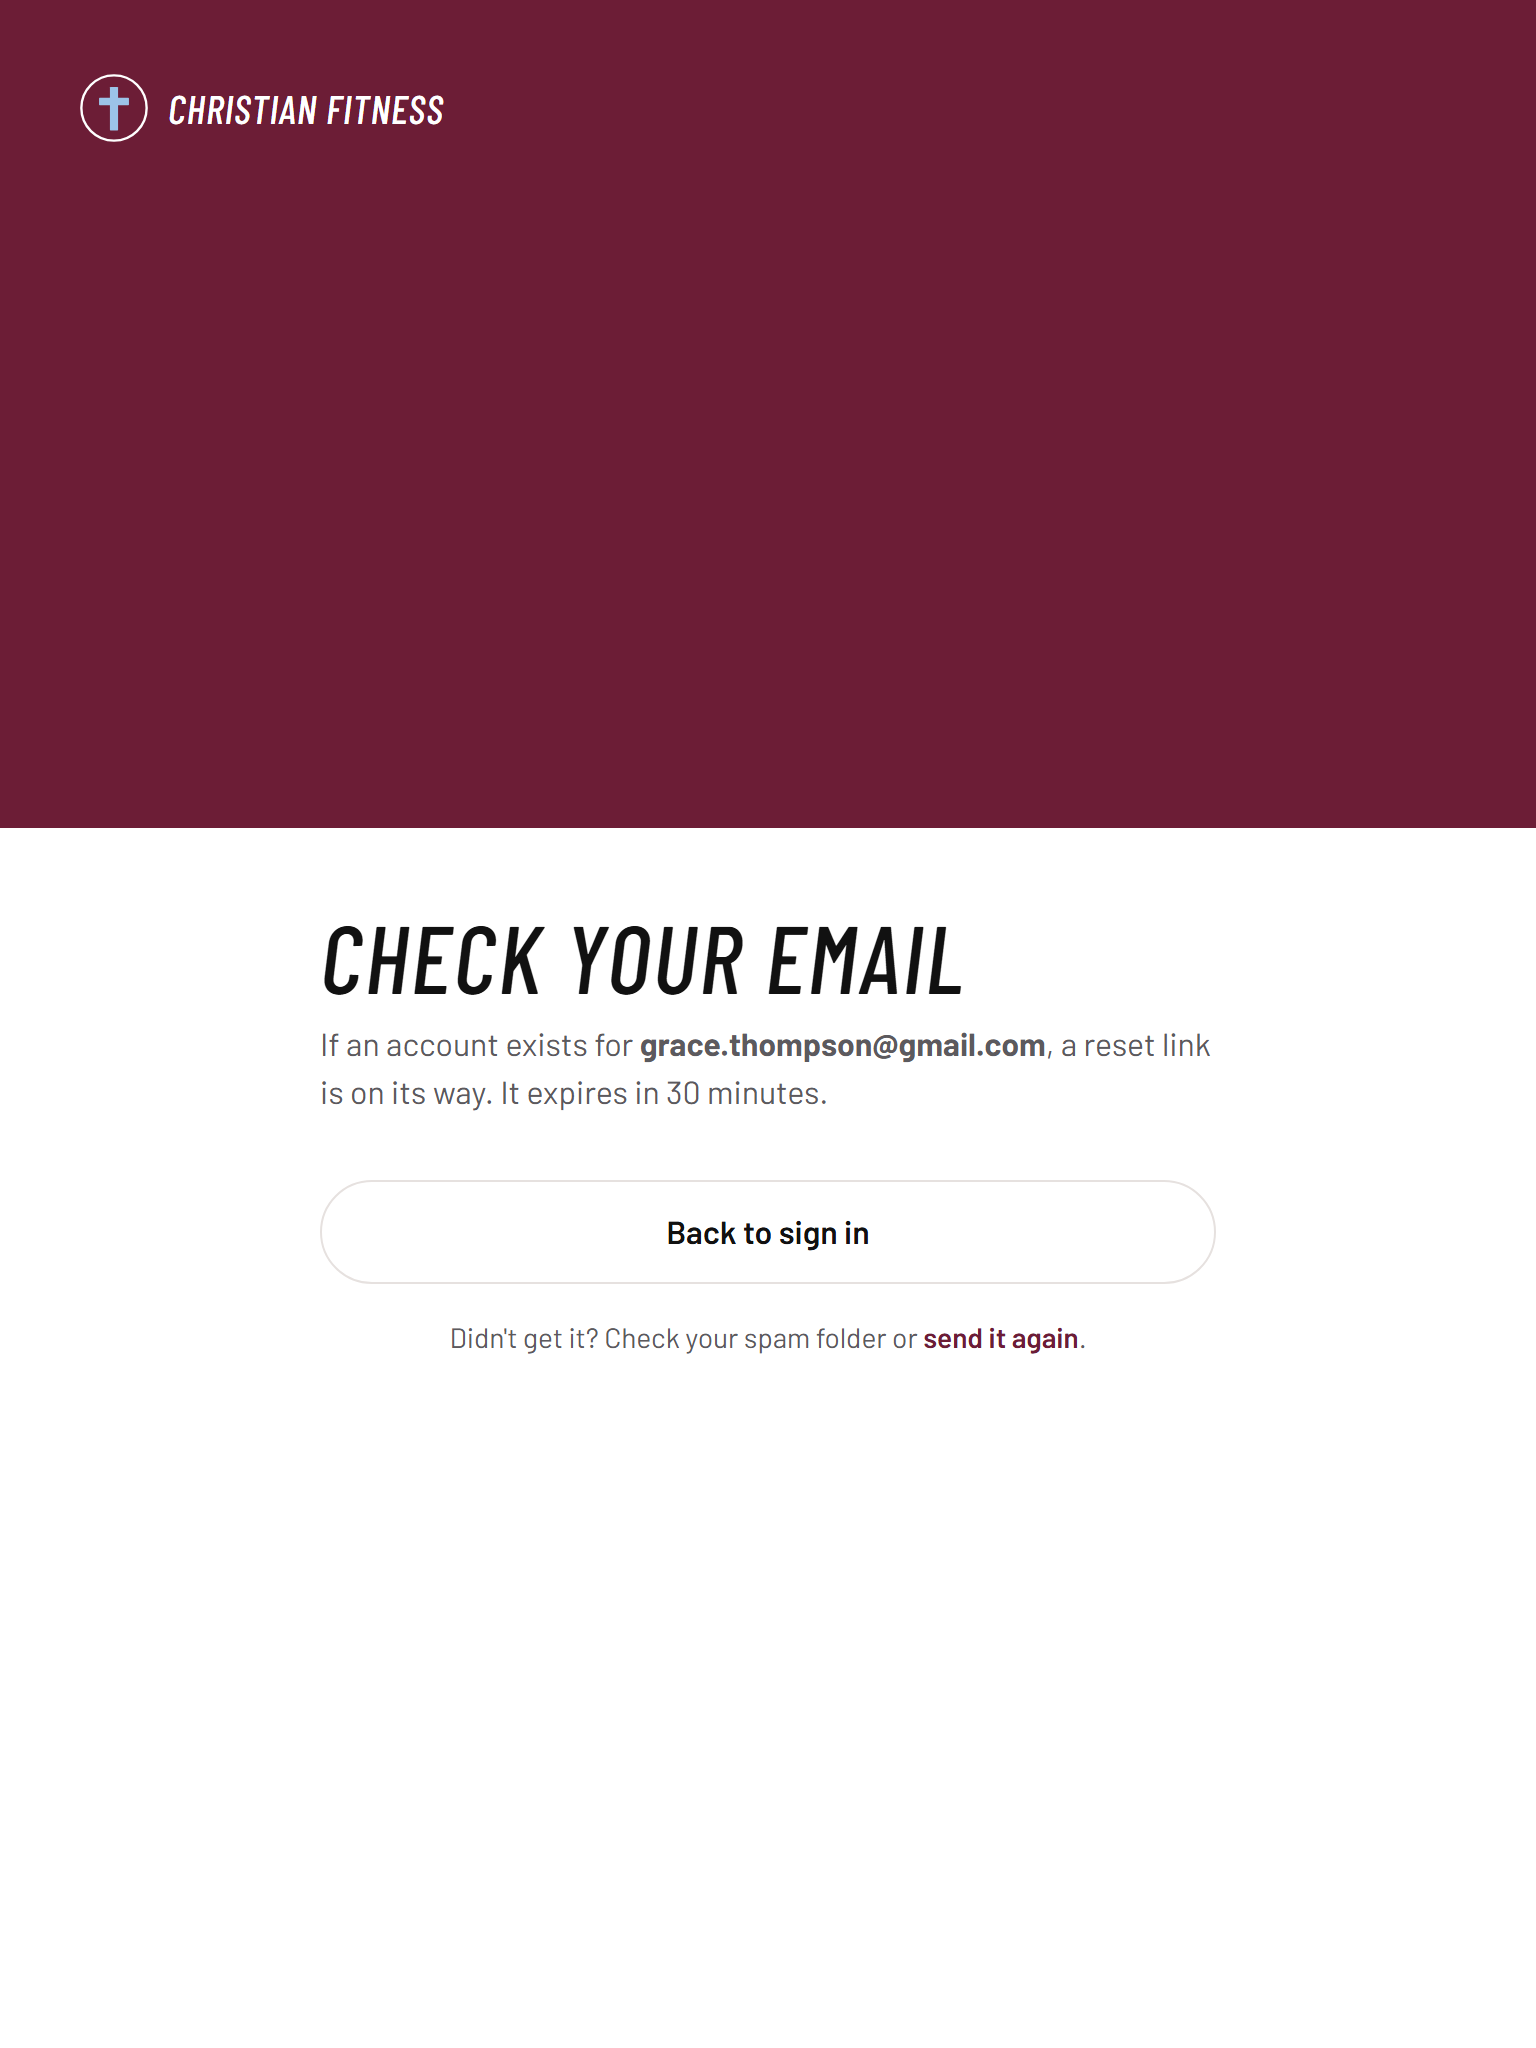 CHRISTIAN FITNESS
CHECK YOUR EMAIL
If an account exists for grace.thompson@gmail.com, a reset link
is on its way. It expires in 30 minutes.
Back to sign in
Didn't get it? Check your spam folder or send it again.